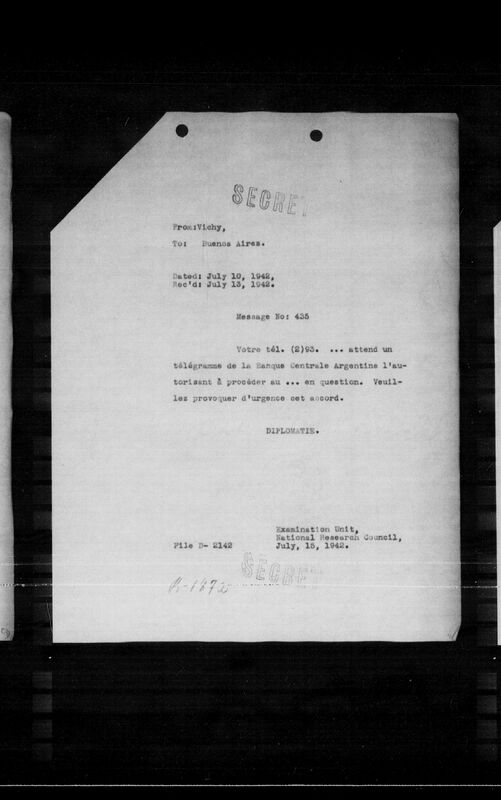 SECRET
From:Vichy,
To: Buenos Aires.
Dated: July 10, 1942,
Rec'd: July 13, 1942.
Message No: 435
Votre tél. (2)93. ... attend un
télégramme de la Banque Centrale Argentine l'au-
torisant à procéder au ... en question. Veuil-
lez provoquer d'urgence cet accord.
DIPLOMATIE.
Examination Unit,
National Research Council,
File D- 2142 July, 15, 1942.
SECRET